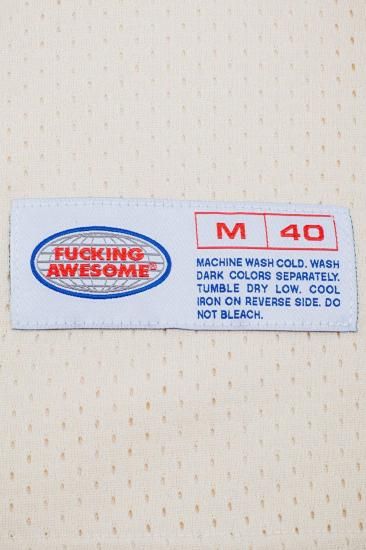 FUCKING
AWESOME®
M 40
MACHINE WASH COLD. WASH
DARK COLORS SEPARATELY.
TUMBLE DRY LOW. COOL
IRON ON REVERSE SIDE. DO
NOT BLEACH.